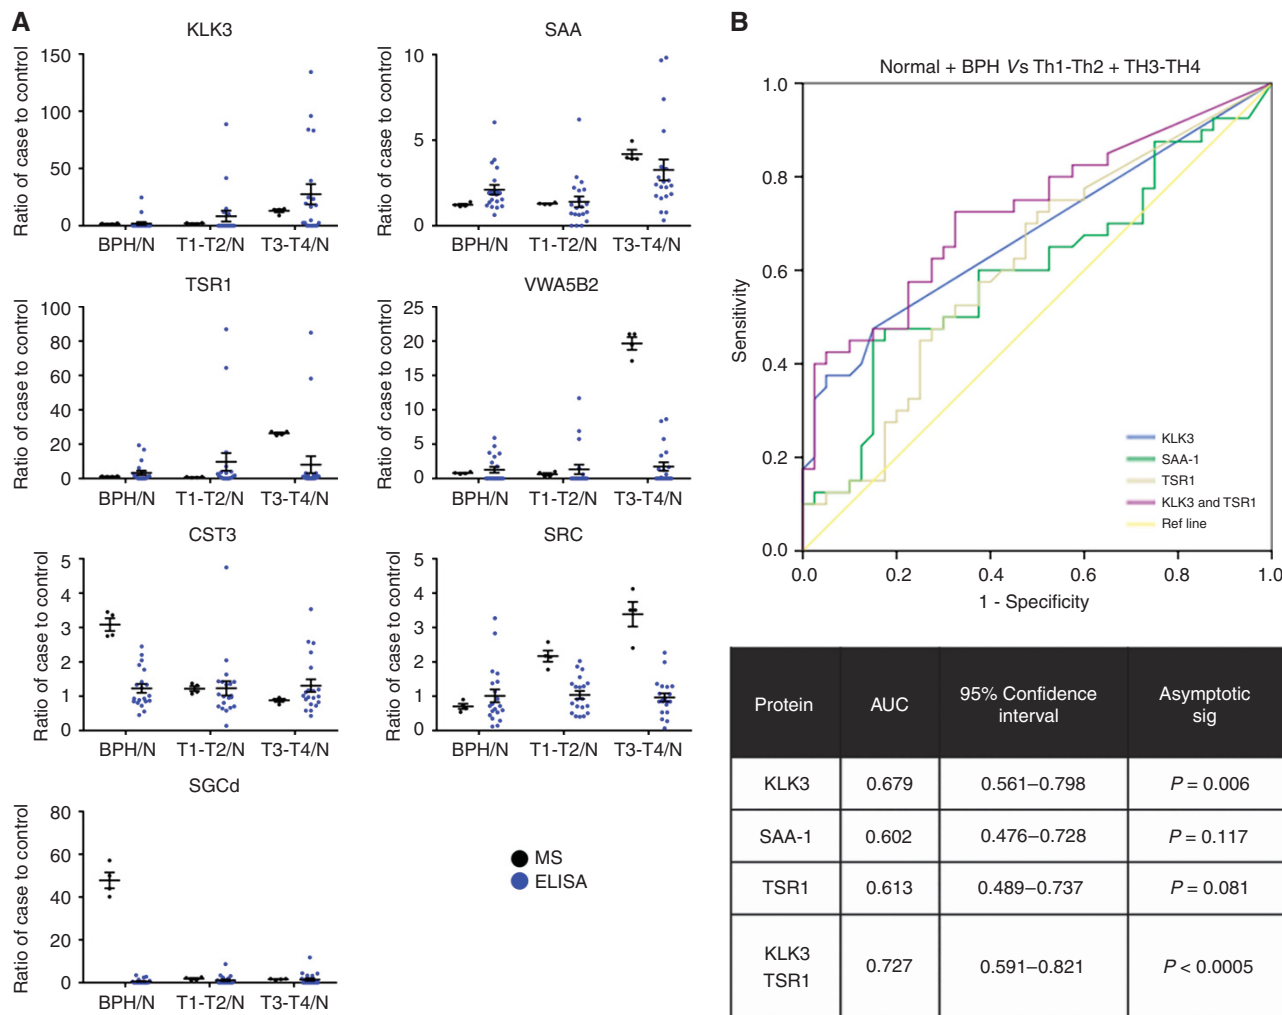 A
KLK3
Ratio of case to control
150
100
50
0
BPH/N T1-T2/N T3-T4/N
SAA
Ratio of case to control
10
5
0
BPH/N T1-T2/N T3-T4/N
TSR1
Ratio of case to control
100
80
60
40
20
0
BPH/N T1-T2/N T3-T4/N
VWA5B2
Ratio of case to control
25
20
15
10
5
0
BPH/N T1-T2/N T3-T4/N
CST3
Ratio of case to control
5
4
3
2
1
0
BPH/N T1-T2/N T3-T4/N
SRC
Ratio of case to control
5
4
3
2
1
0
BPH/N T1-T2/N T3-T4/N
SGCd
Ratio of case to control
80
60
40
20
0
BPH/N T1-T2/N T3-T4/N
MS
ELISA
B
Normal + BPH Vs Th1-Th2 + TH3-TH4
Sensitivity
1.0
0.8
0.6
0.4
0.2
0.0
KLK3
SAA-1
TSR1
KLK3 and TSR1
Ref line
0.0 0.2 0.4 0.6 0.8 1.0
1 - Specificity
Protein AUC 95% Confidence interval Asymptotic sig
KLK3 0.679 0.561–0.798 P = 0.006
SAA-1 0.602 0.476–0.728 P = 0.117
TSR1 0.613 0.489–0.737 P = 0.081
KLK3 TSR1 0.727 0.591–0.821 P < 0.0005